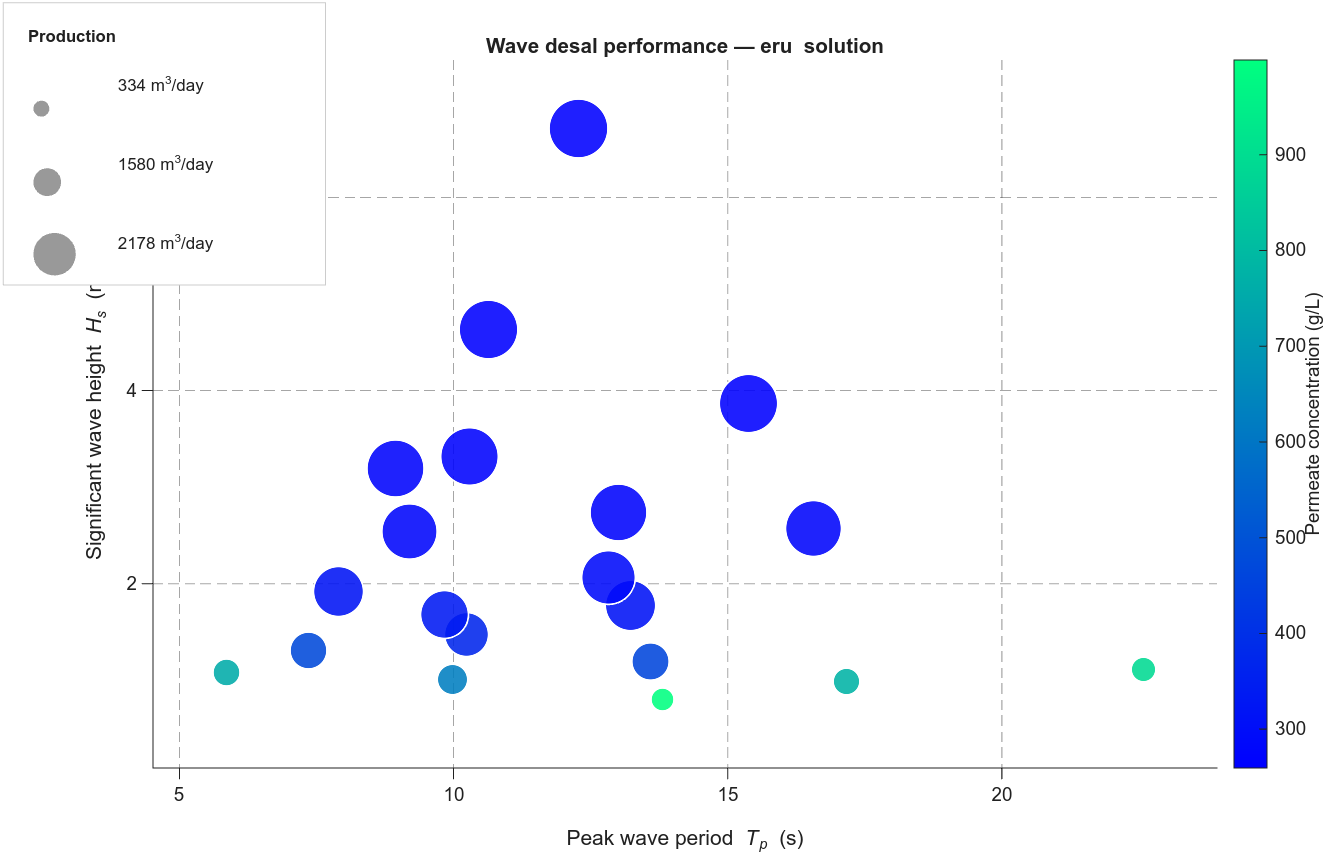 Production
334 m³/day
1580 m³/day
2178 m³/day
Wave desal performance — eru  solution
Significant wave height  Hₛ
4
2
5
10
15
20
Peak wave period  Tₚ  (s)
900
800
700
600
500
400
300
Permeate concentration (g/L)